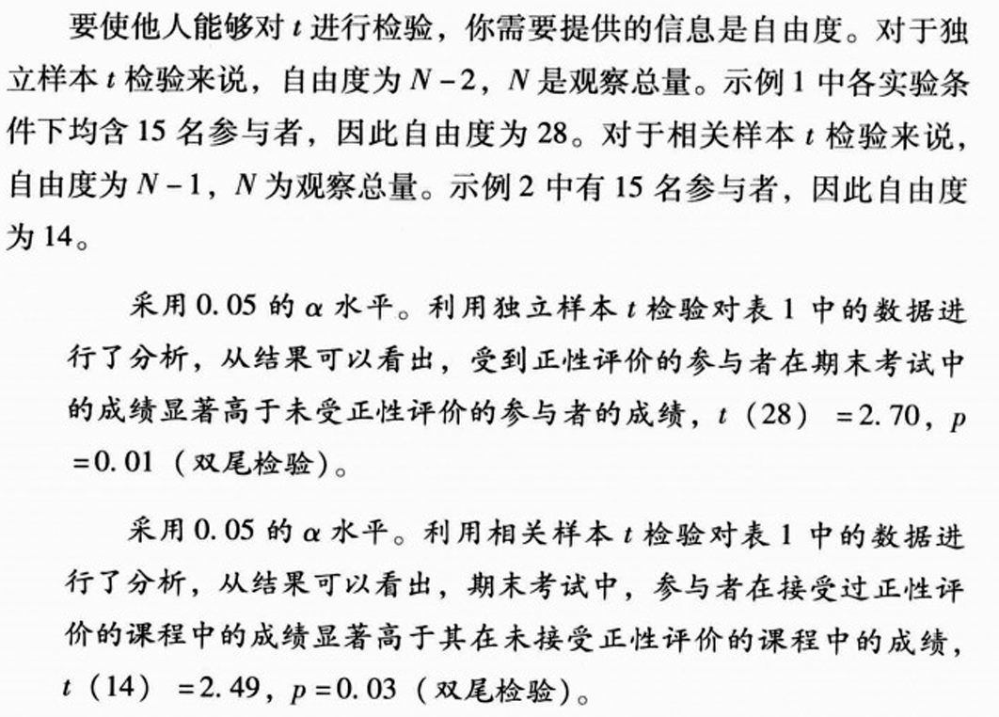 要使他人能够对 t 进行检验，你需要提供的信息是自由度。对于独
立样本 t 检验来说，自由度为 N－2，N 是观察总量。示例 1 中各实验条
件下均含 15 名参与者，因此自由度为 28。对于相关样本 t 检验来说，
自由度为 N－1，N 为观察总量。示例 2 中有 15 名参与者，因此自由度
为 14。
采用 0.05 的 α 水平。利用独立样本 t 检验对表 1 中的数据进
行了分析，从结果可以看出，受到正性评价的参与者在期末考试中
的成绩显著高于未受正性评价的参与者的成绩，t（28）=2.70，p
=0.01（双尾检验）。
采用 0.05 的 α 水平。利用相关样本 t 检验对表 1 中的数据进
行了分析，从结果可以看出，期末考试中，参与者在接受过正性评
价的课程中的成绩显著高于其在未接受正性评价的课程中的成绩，
t（14）=2.49，p=0.03（双尾检验）。